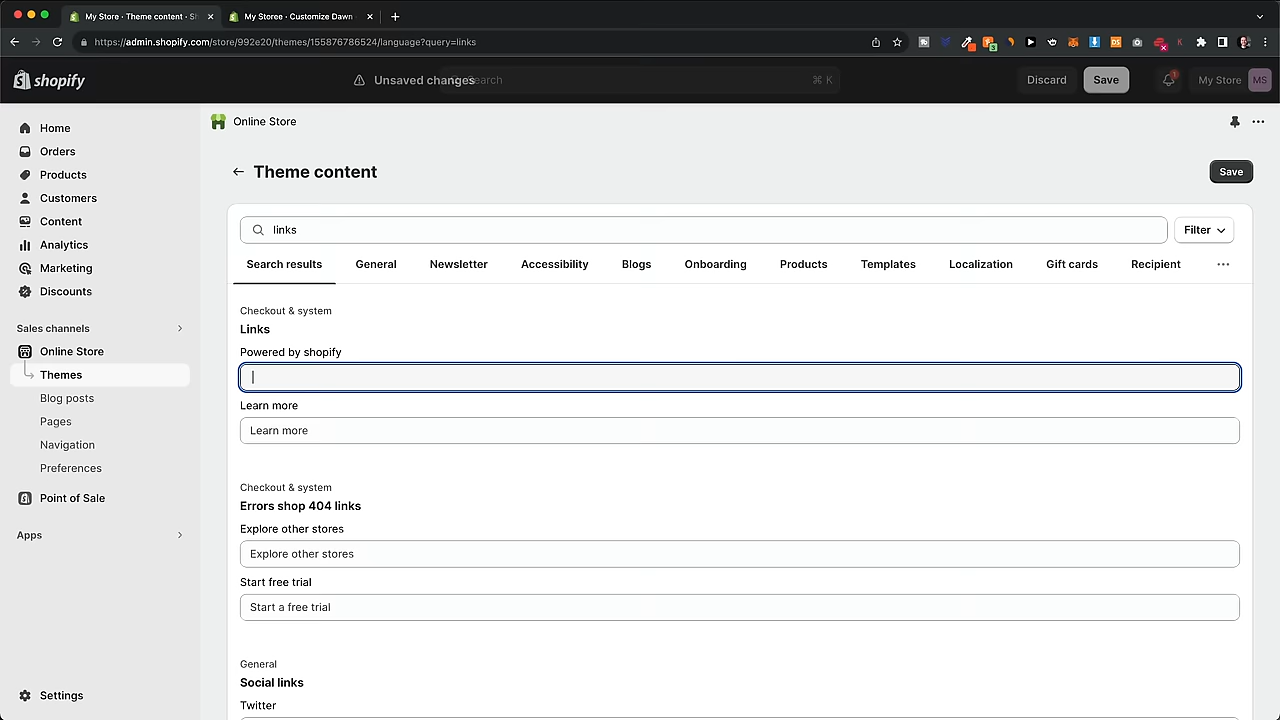 My Store · Theme content · S
My Storee · Customize Dawn
https://admin.shopify.com/store/992e20/themes/155876786524/language?query=links
shopify
Unsaved changes
Search
⌘ K
Discard
Save
1
My Store
MS
Home
Orders
Products
Customers
Content
Analytics
Marketing
Discounts
Sales channels
Online Store
Themes
Blog posts
Pages
Navigation
Preferences
Point of Sale
Apps
Settings
Online Store
Theme content
Save
links
Filter
Search results General Newsletter Accessibility Blogs Onboarding Products Templates Localization Gift cards Recipient
Checkout & system
Links
Powered by shopify
Learn more
Learn more
Checkout & system
Errors shop 404 links
Explore other stores
Explore other stores
Start free trial
Start a free trial
General
Social links
Twitter